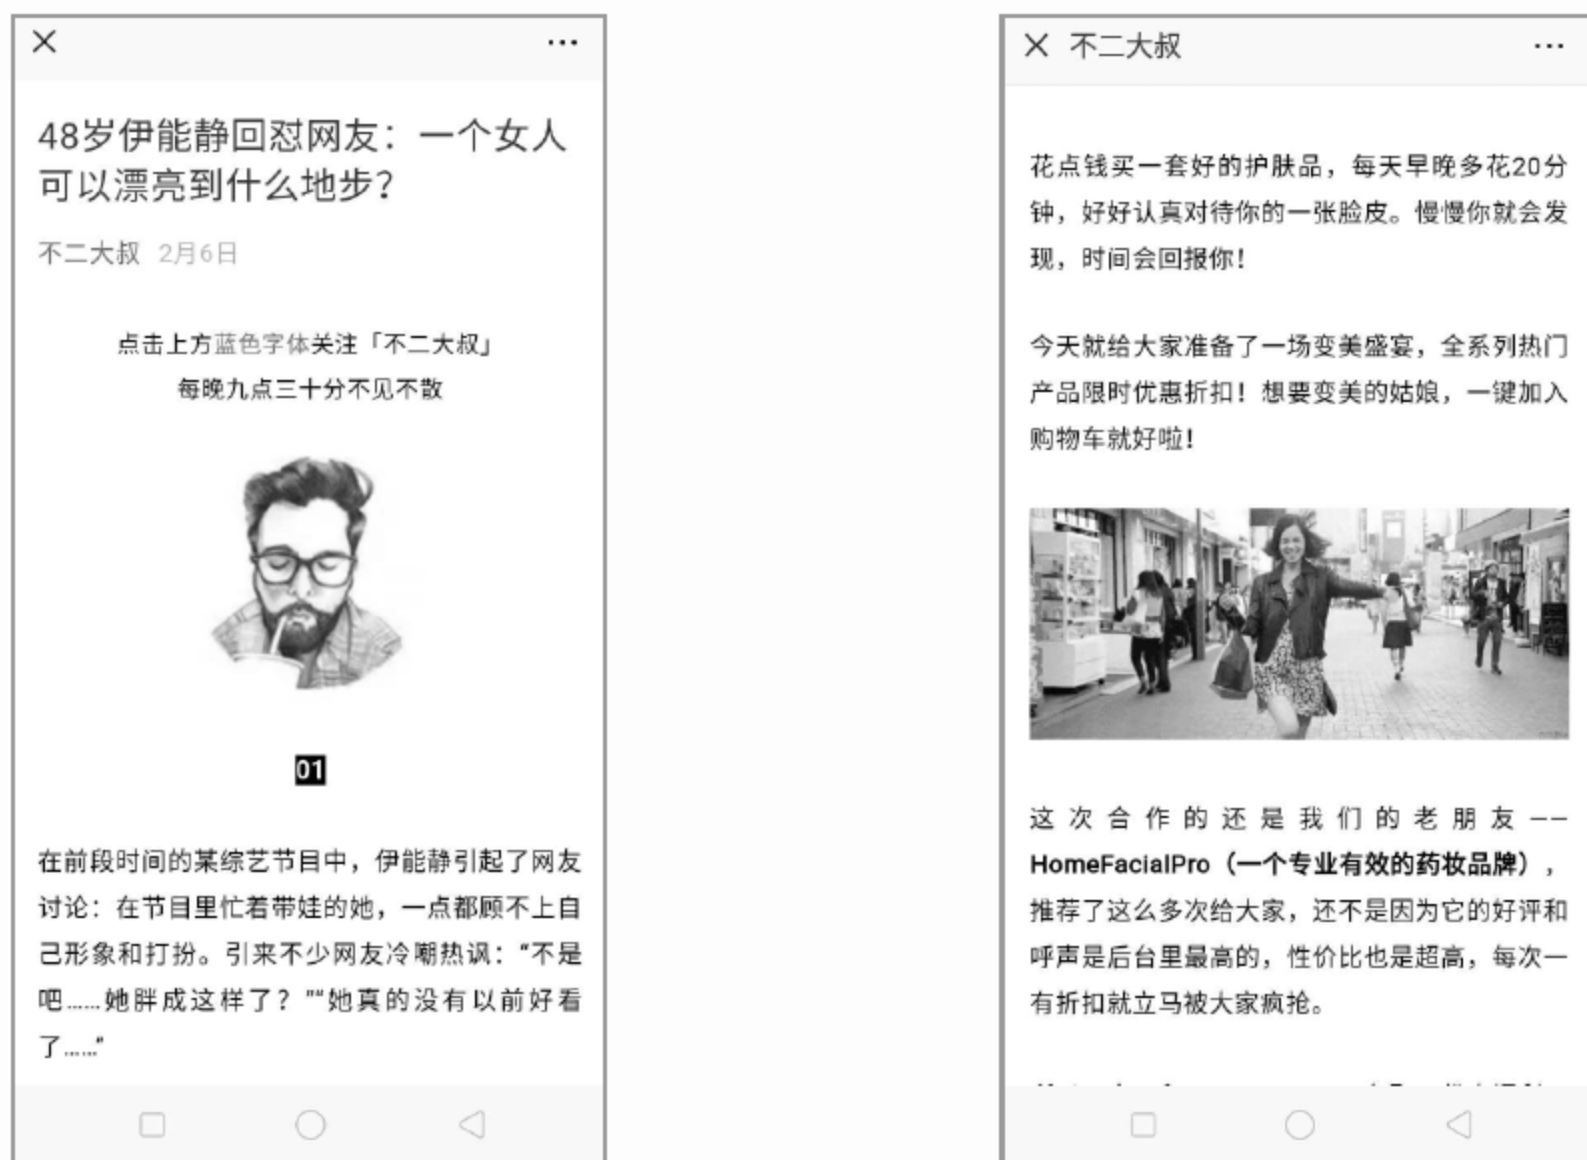 48岁伊能静回怼网友：一个女人
可以漂亮到什么地步？
不二大叔 2月6日
点击上方蓝色字体关注「不二大叔」
每晚九点三十分不见不散
01
在前段时间的某综艺节目中，伊能静引起了网友
讨论：在节目里忙着带娃的她，一点都顾不上自
己形象和打扮。引来不少网友冷嘲热讽：“不是
吧……她胖成这样了？”“她真的没有以前好看
了……”
不二大叔
花点钱买一套好的护肤品，每天早晚多花20分
钟，好好认真对待你的一张脸皮。慢慢你就会发
现，时间会回报你！
今天就给大家准备了一场变美盛宴，全系列热门
产品限时优惠折扣！想要变美的姑娘，一键加入
购物车就好啦！
这次合作的还是我们的老朋友——
HomeFacialPro（一个专业有效的药妆品牌），
推荐了这么多次给大家，还不是因为它的好评和
呼声是后台里最高的，性价比也是超高，每次一
有折扣就立马被大家疯抢。